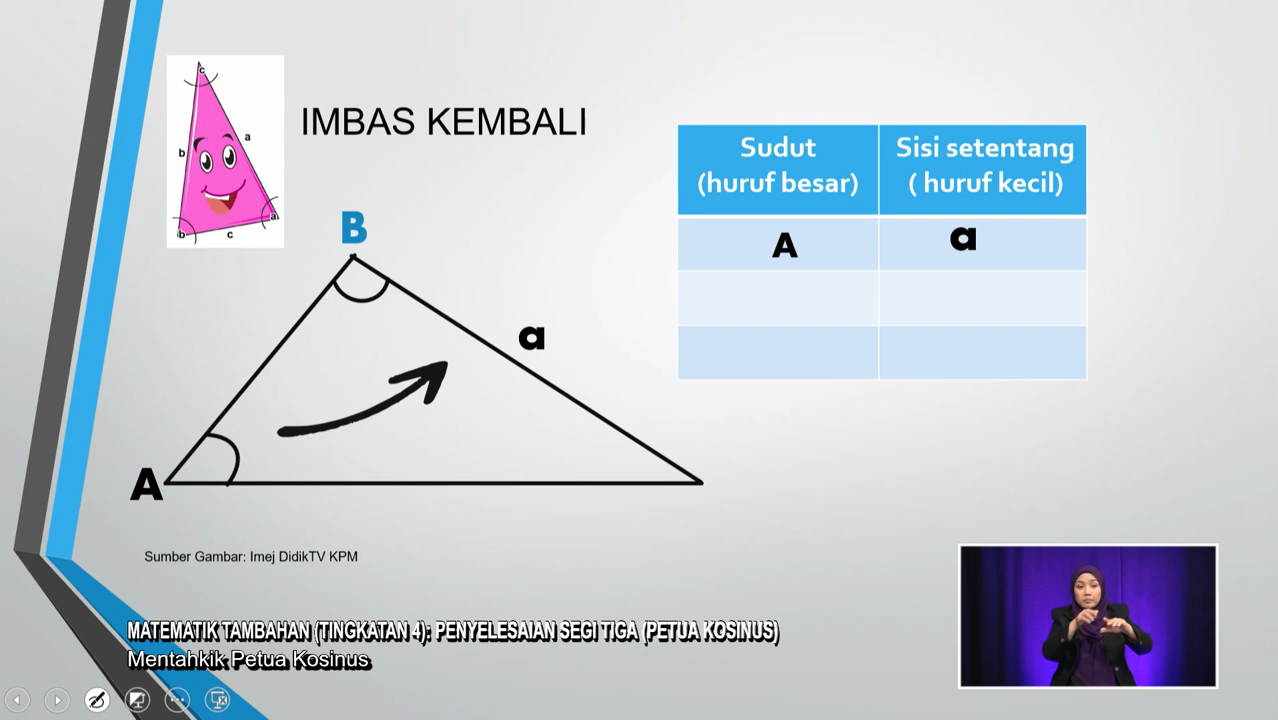 c
a
b
a
b
c
IMBAS KEMBALI
Sudut
(huruf besar)
Sisi setentang
( huruf kecil)
A
a
B
a
A
Sumber Gambar: Imej DidikTV KPM
MATEMATIK TAMBAHAN (TINGKATAN 4): PENYELESAIAN SEGI TIGA (PETUA KOSINUS)
Mentahkik Petua Kosinus